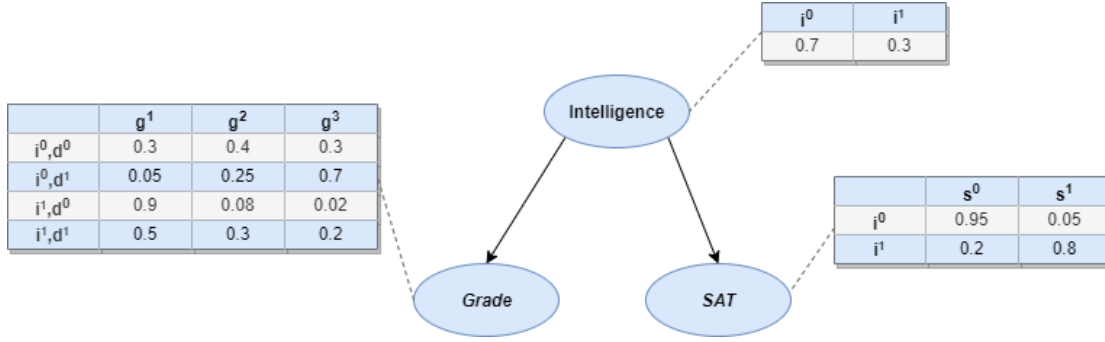 i⁰ i¹
0.7 0.3
Intelligence
g¹ g² g³
i⁰,d⁰ 0.3 0.4 0.3
i⁰,d¹ 0.05 0.25 0.7
i¹,d⁰ 0.9 0.08 0.02
i¹,d¹ 0.5 0.3 0.2
s⁰ s¹
i⁰ 0.95 0.05
i¹ 0.2 0.8
Grade
SAT